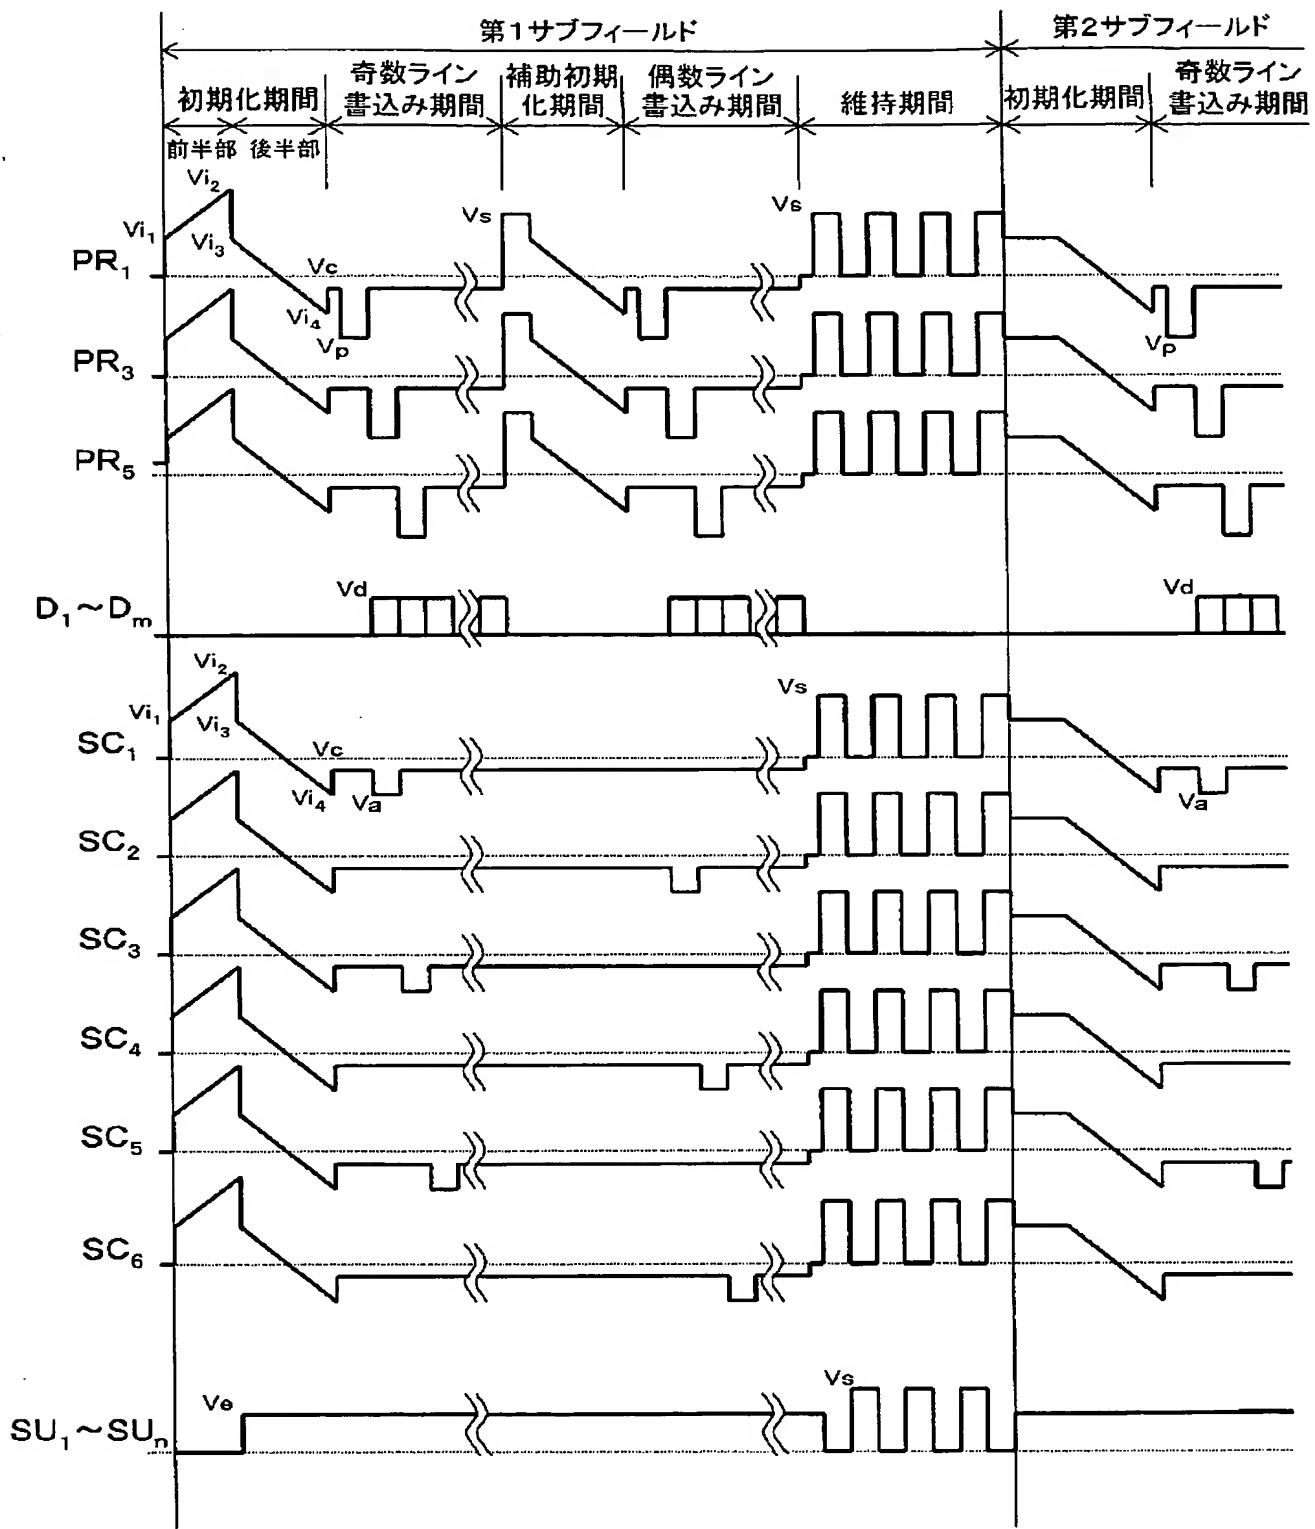 第1サブフィールド
第2サブフィールド
初期化期間
奇数ライン
書込み期間
補助初期
化期間
偶数ライン
書込み期間
維持期間
初期化期間
奇数ライン
書込み期間
前半部 後半部
Vi₂
Vi₁
Vi₃
Vs
Vs
PR₁
Vc
Vi₄
Vp
Vp
PR₃
PR₅
Vd
Vd
D₁～Dₘ
Vi₂
Vi₁
Vi₃
Vs
SC₁
Vc
Vi₄
Va
Va
SC₂
SC₃
SC₄
SC₅
SC₆
Ve
Vs
SU₁～SUₙ